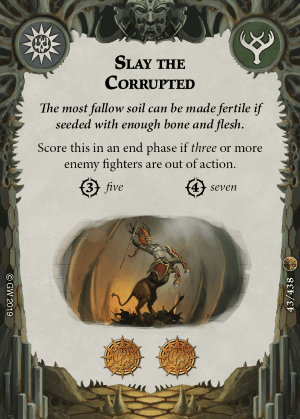 SLAY THE
CORRUPTED
The most fallow soil can be made fertile if
seeded with enough bone and flesh.
Score this in an end phase if three or more
enemy fighters are out of action.
3 five
4 seven
©GW 2019
43/438